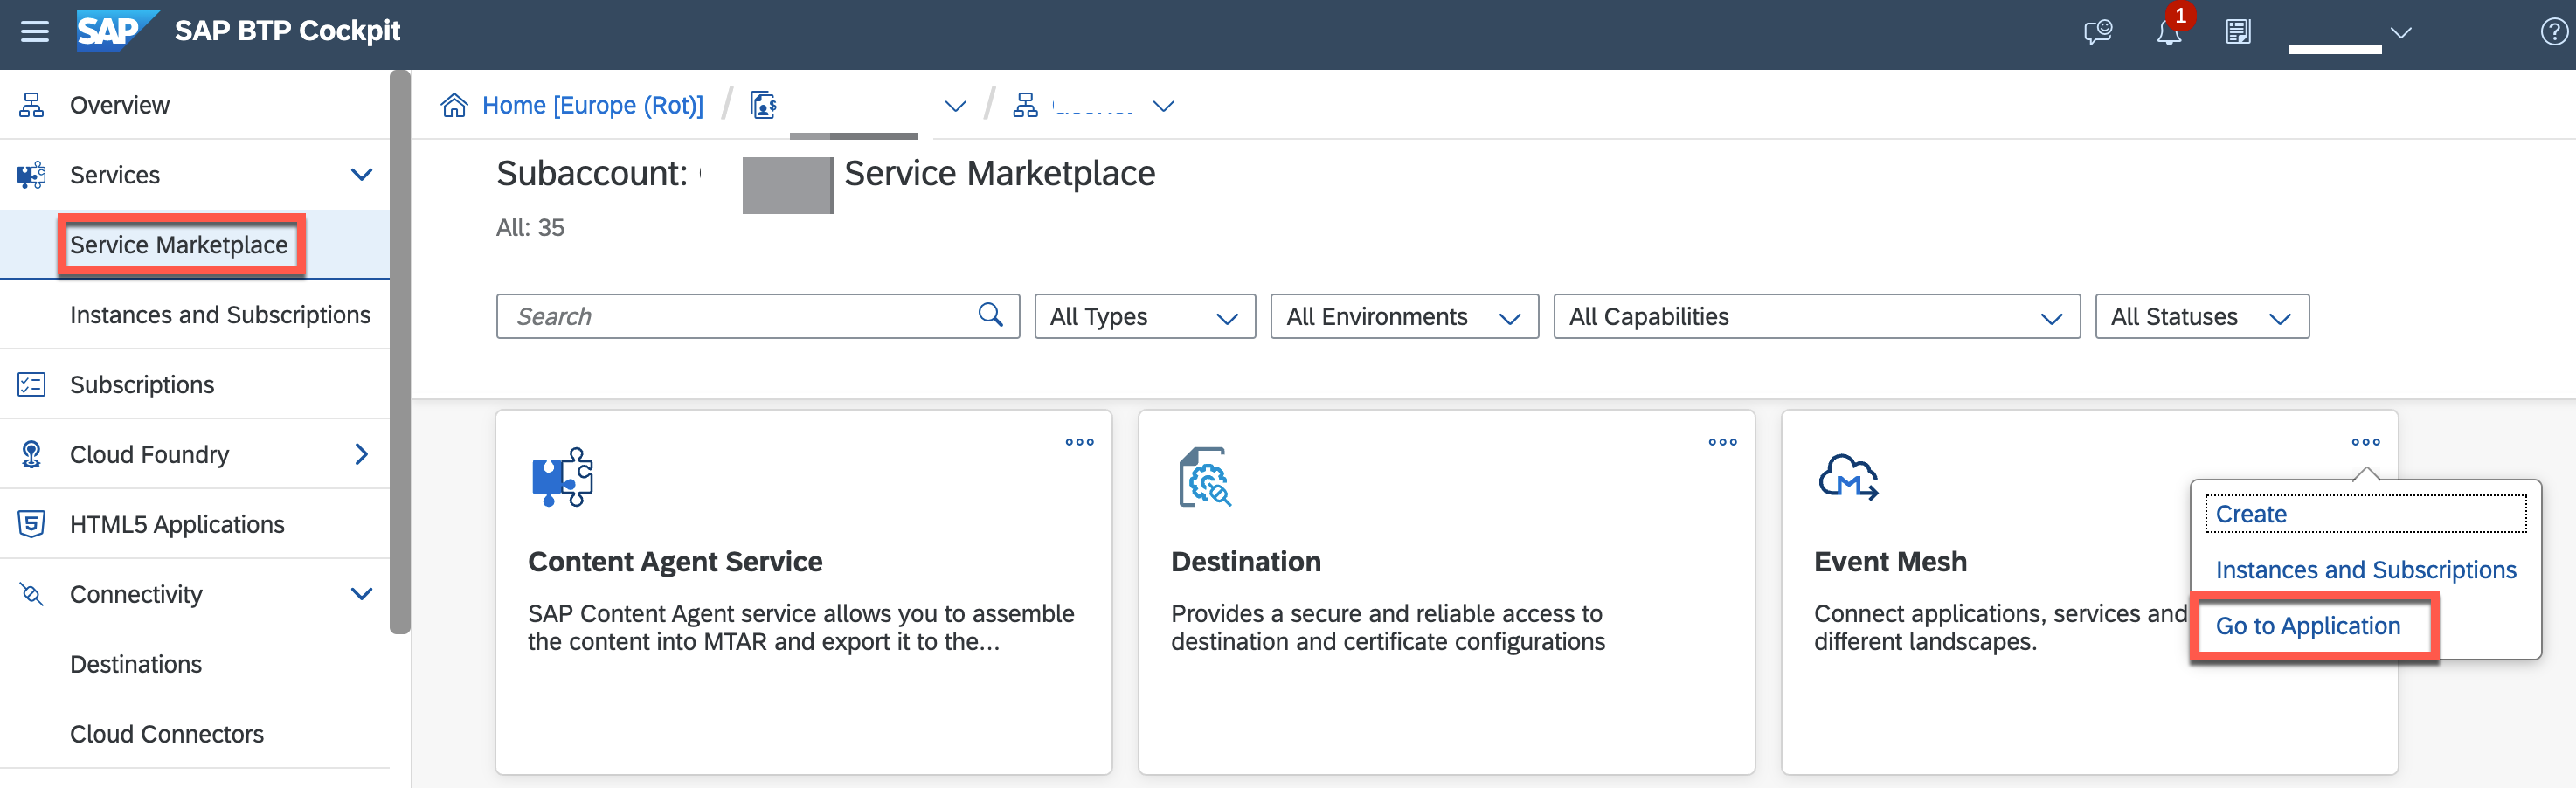 SAP SAP BTP Cockpit
1
Overview
Services
Service Marketplace
Instances and Subscriptions
Subscriptions
Cloud Foundry
HTML5 Applications
Connectivity
Destinations
Cloud Connectors
Home [Europe (Rot)] /
/
Subaccount: Service Marketplace
All: 35
Search
All Types
All Environments
All Capabilities
All Statuses
Content Agent Service
SAP Content Agent service allows you to assemble
the content into MTAR and export it to the...
Destination
Provides a secure and reliable access to
destination and certificate configurations
Event Mesh
Connect applications, services and
different landscapes.
Create
Instances and Subscriptions
Go to Application